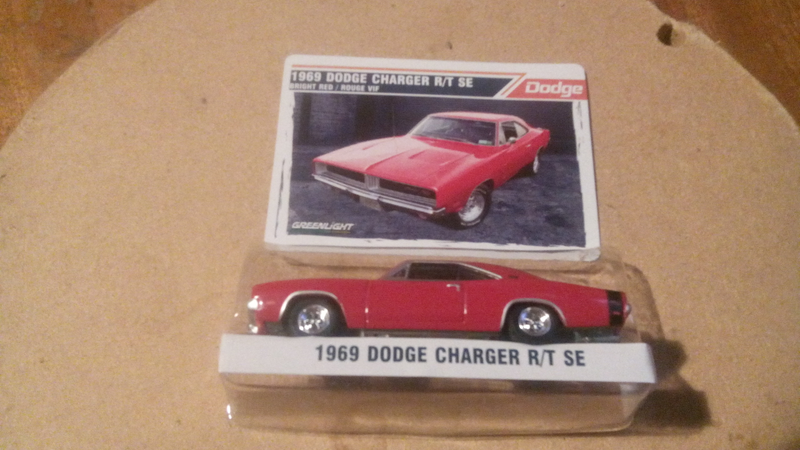 1969 DODGE CHARGER R/T SE
BRIGHT RED / ROUGE VIF
Dodge
GREENLiGHT
1969 DODGE CHARGER R/T SE